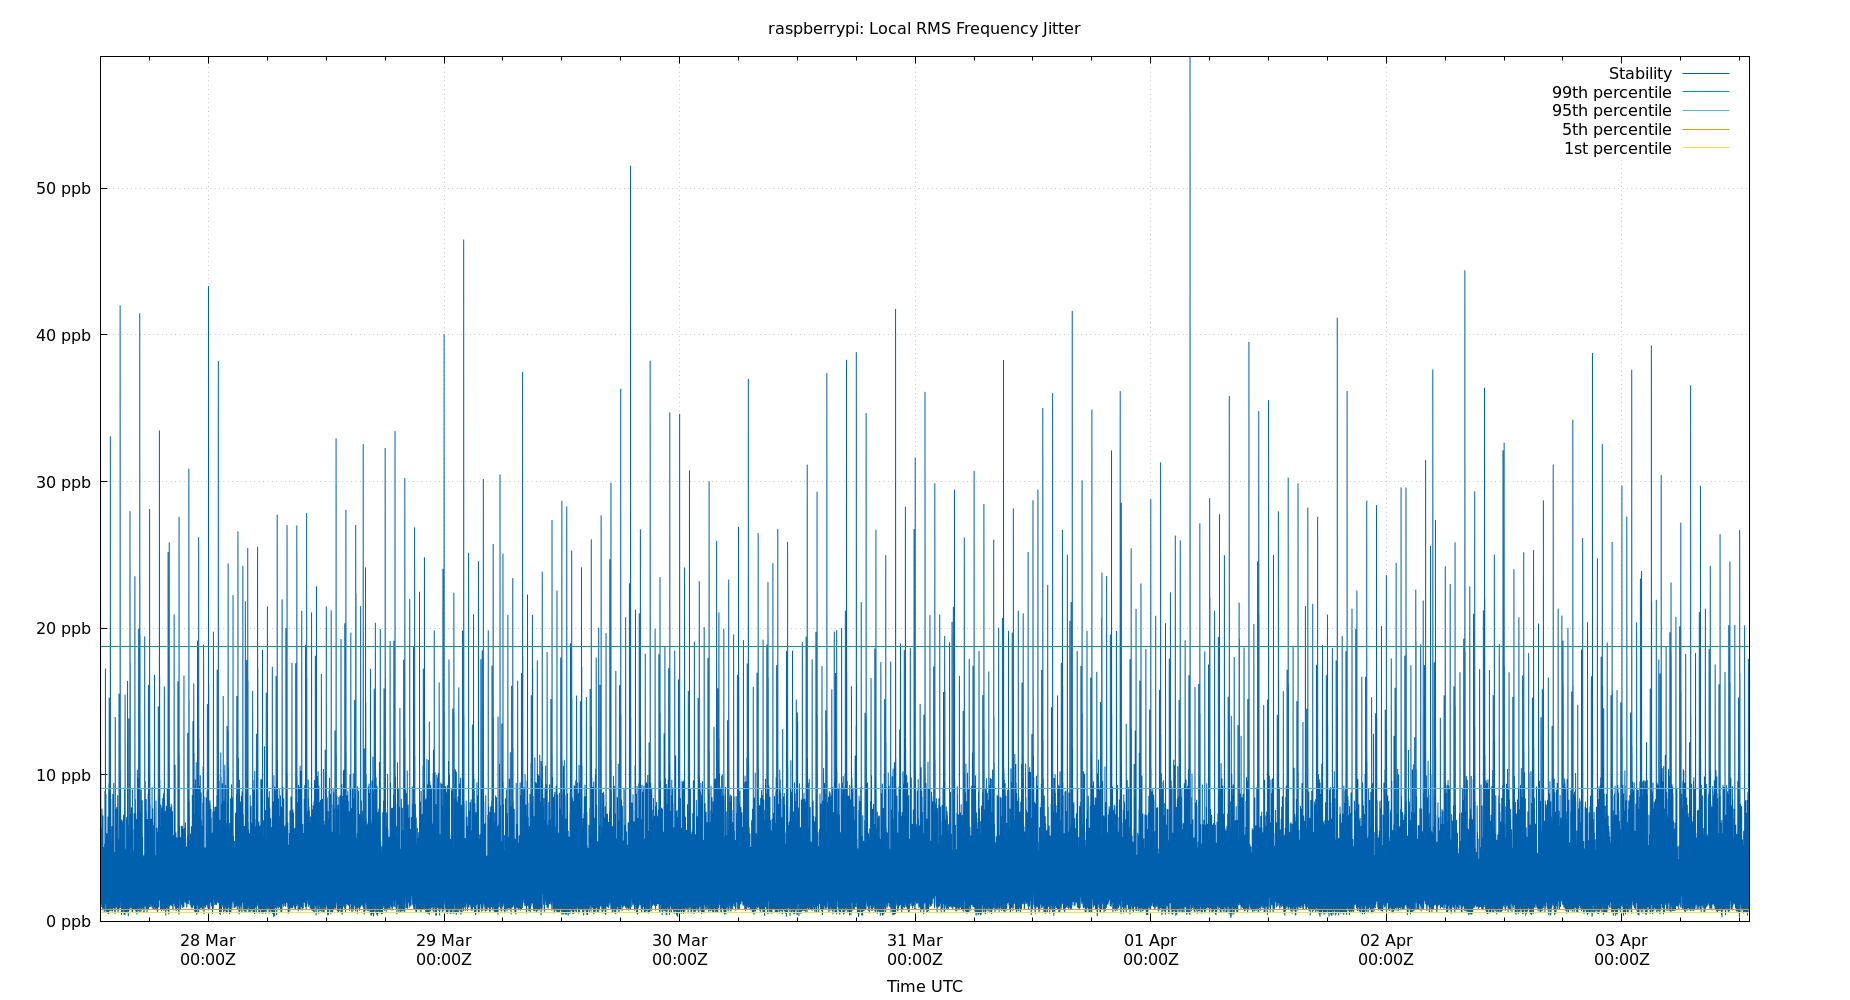 raspberrypi: Local RMS Frequency Jitter
Stability
99th percentile
95th percentile
5th percentile
1st percentile
50 ppb
40 ppb
30 ppb
20 ppb
10 ppb
0 ppb
28 Mar 29 Mar 30 Mar 31 Mar 01 Apr 02 Apr 03 Apr
00:00Z 00:00Z 00:00Z 00:00Z 00:00Z 00:00Z 00:00Z
Time UTC